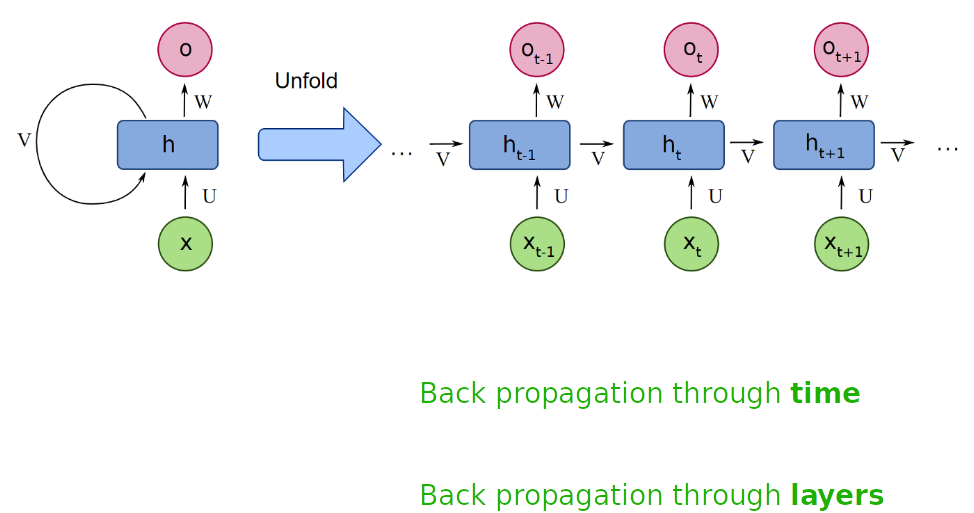 o
W
V
h
U
x
Unfold
...
V
o t-1
W
h t-1
U
x t-1
V
o t
W
h t
U
x t
V
o t+1
W
h t+1
U
x t+1
V
...
Back propagation through time
Back propagation through layers